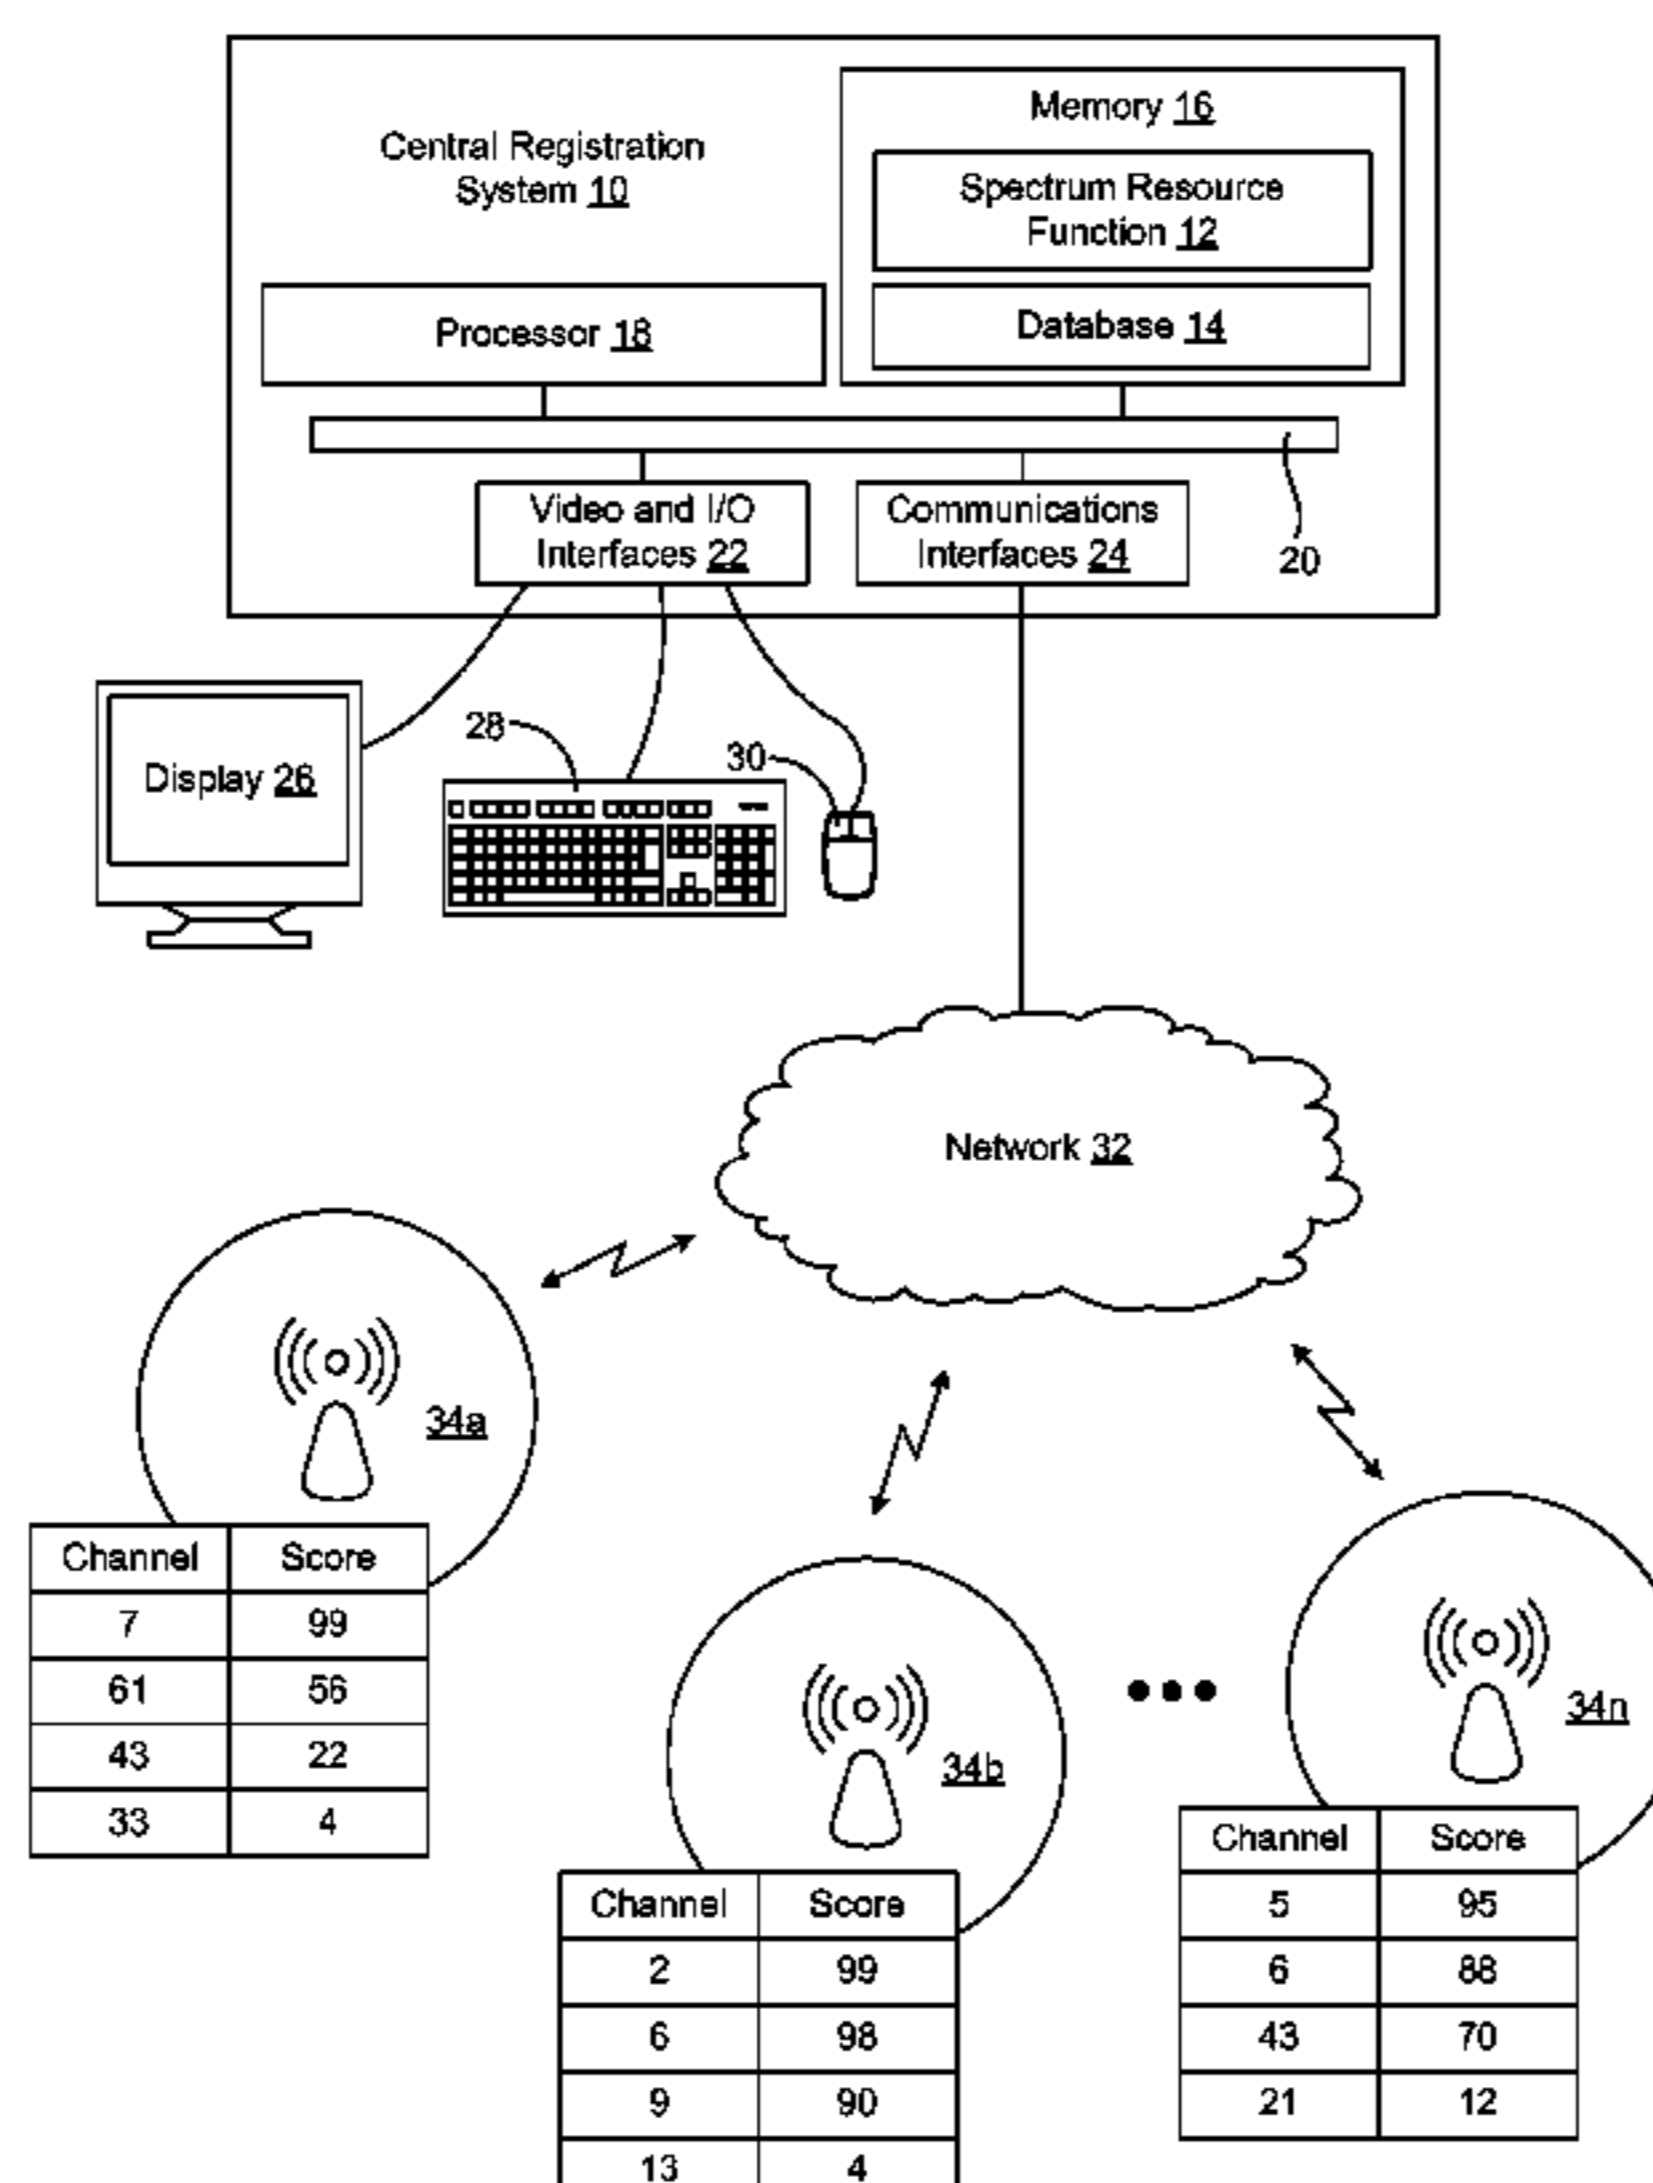 Central Registration
System 10
Memory 16
Spectrum Resource
Function 12
Database 14
Processor 18
Video and I/O
Interfaces 22
Communications
Interfaces 24
20
Display 26
28
30
Network 32
34a
Channel Score
7 99
61 56
43 22
33 4
34b
Channel Score
2 99
6 98
9 90
13 4
34n
Channel Score
5 95
6 88
43 70
21 12